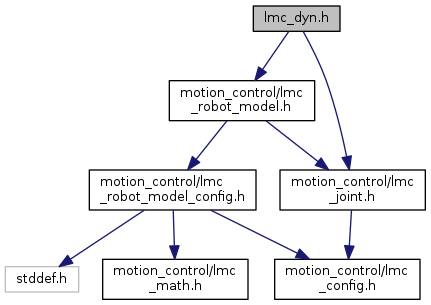 lmc_dyn.h
motion_control/lmc
_robot_model.h
motion_control/lmc
_robot_model_config.h
motion_control/lmc
_joint.h
stddef.h
motion_control/lmc
_math.h
motion_control/lmc
_config.h